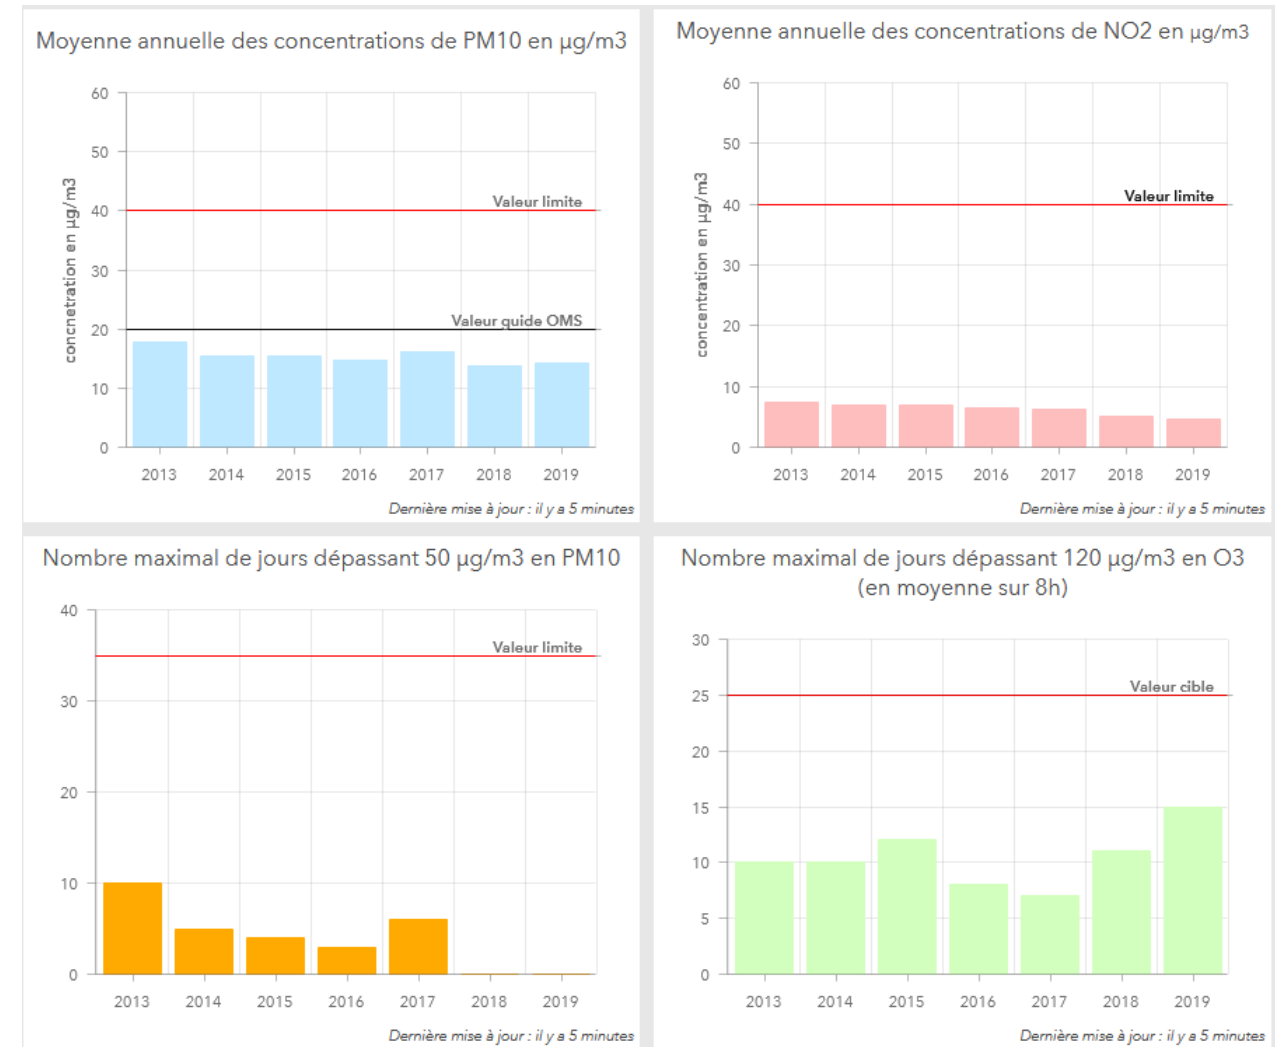 Moyenne annuelle des concentrations de PM10 en µg/m3
60
50
40
30
20
10
0
concnetration en µg/m3
Valeur limite
Valeur guide OMS
2013 2014 2015 2016 2017 2018 2019
Dernière mise à jour : il y a 5 minutes
Moyenne annuelle des concentrations de NO2 en µg/m3
60
50
40
30
20
10
0
concentration en µg/m3
Valeur limite
2013 2014 2015 2016 2017 2018 2019
Dernière mise à jour : il y a 5 minutes
Nombre maximal de jours dépassant 50 µg/m3 en PM10
40
30
20
10
0
Valeur limite
2013 2014 2015 2016 2017 2018 2019
Dernière mise à jour : il y a 5 minutes
Nombre maximal de jours dépassant 120 µg/m3 en O3
(en moyenne sur 8h)
30
25
20
15
10
5
0
Valeur cible
2013 2014 2015 2016 2017 2018 2019
Dernière mise à jour : il y a 5 minutes